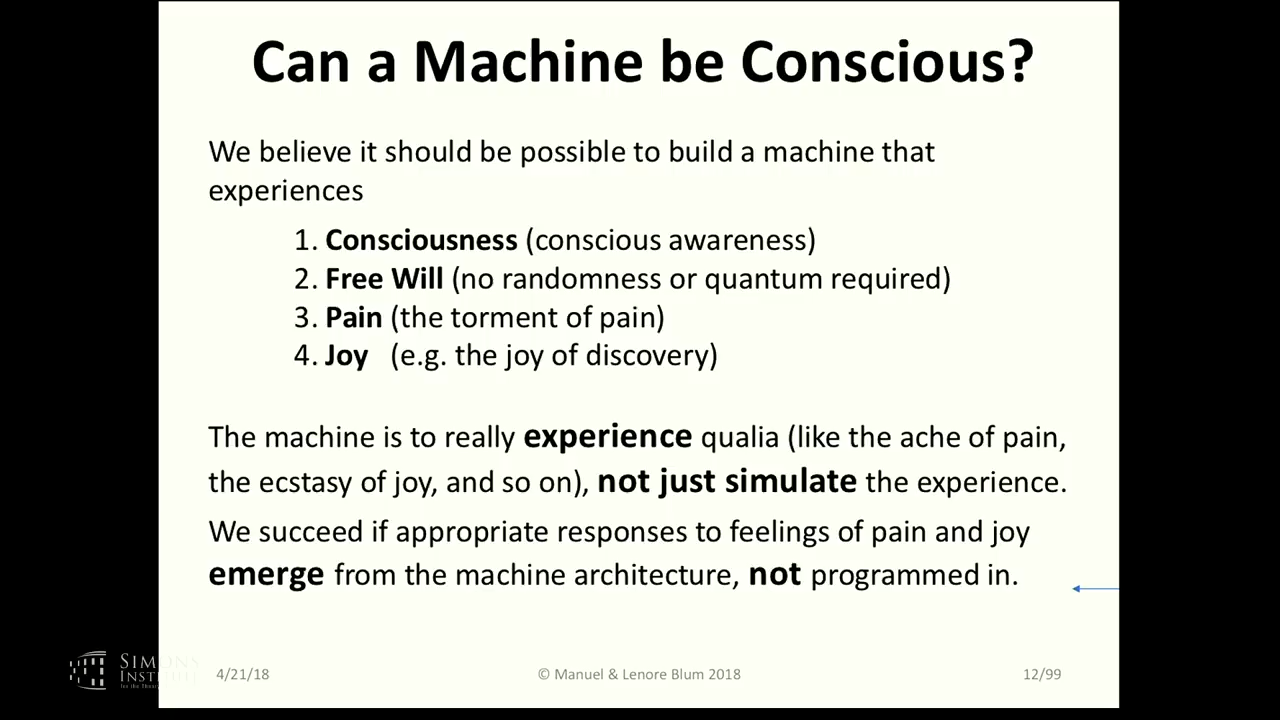 Can a Machine be Conscious?
We believe it should be possible to build a machine that
experiences
1. Consciousness (conscious awareness)
2. Free Will (no randomness or quantum required)
3. Pain (the torment of pain)
4. Joy (e.g. the joy of discovery)
The machine is to really experience qualia (like the ache of pain,
the ecstasy of joy, and so on), not just simulate the experience.
We succeed if appropriate responses to feelings of pain and joy
emerge from the machine architecture, not programmed in.
SIMONS
4/21/18 © Manuel & Lenore Blum 2018 12/99